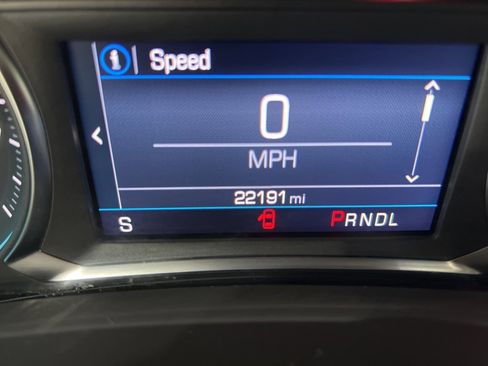 i Speed
0
MPH
22191 mi
S PRNDL